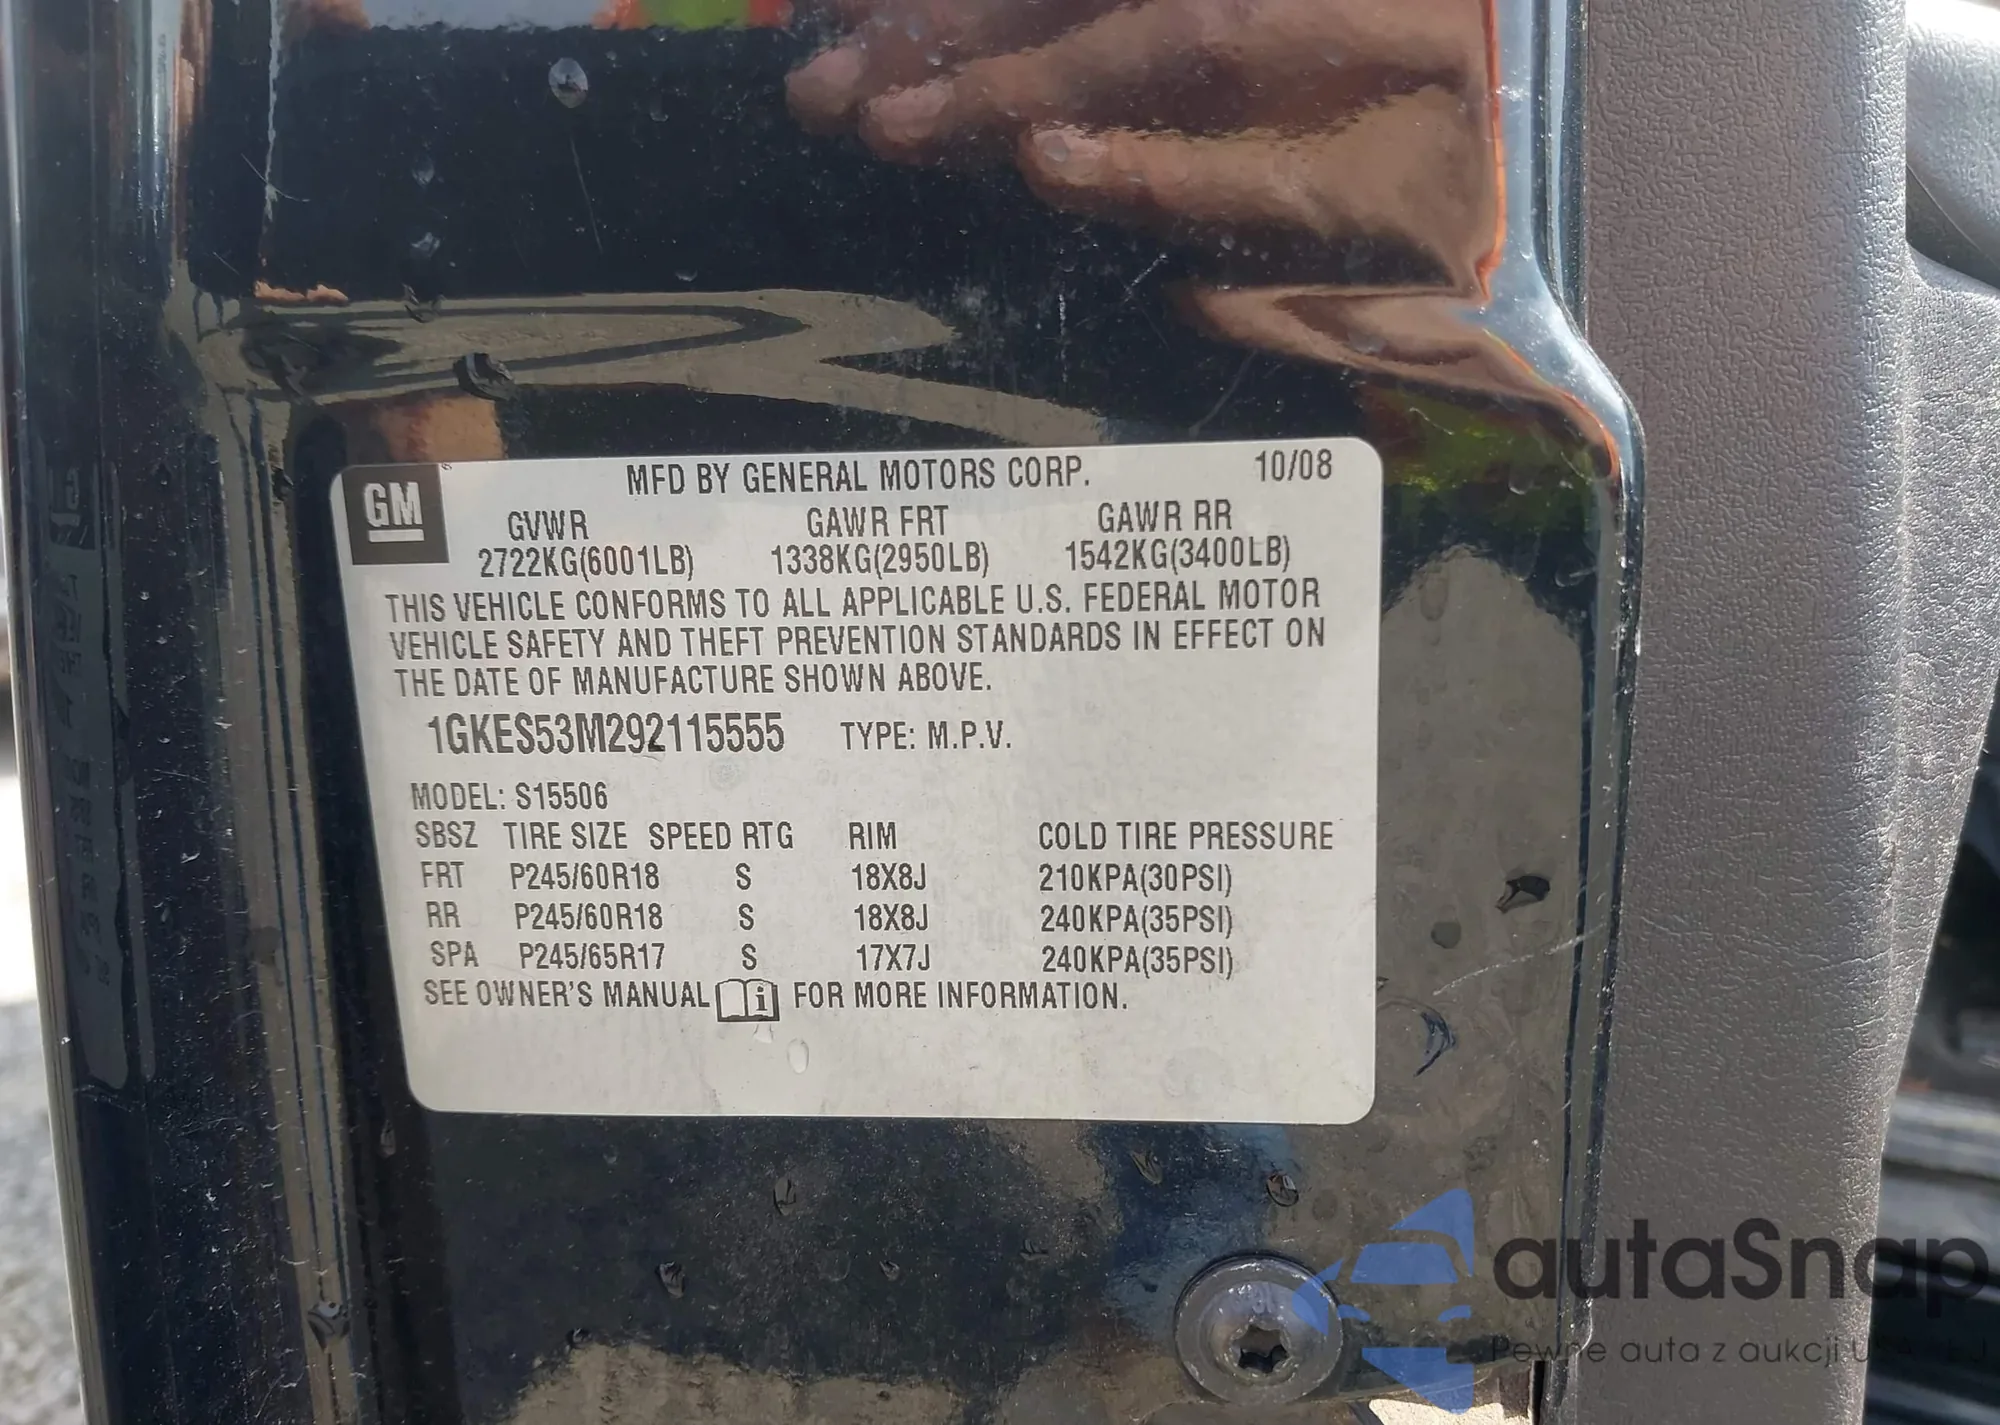 GM
MFD BY GENERAL MOTORS CORP. 10/08
GVWR GAWR FRT GAWR RR
2722KG(6001LB) 1338KG(2950LB) 1542KG(3400LB)
THIS VEHICLE CONFORMS TO ALL APPLICABLE U.S. FEDERAL MOTOR
VEHICLE SAFETY AND THEFT PREVENTION STANDARDS IN EFFECT ON
THE DATE OF MANUFACTURE SHOWN ABOVE.
1GKES53M292115555 TYPE: M.P.V.
MODEL: S15506
SBSZ TIRE SIZE SPEED RTG RIM COLD TIRE PRESSURE
FRT P245/60R18 S 18X8J 210KPA(30PSI)
RR P245/60R18 S 18X8J 240KPA(35PSI)
SPA P245/65R17 S 17X7J 240KPA(35PSI)
SEE OWNER'S MANUAL FOR MORE INFORMATION.
autaSnap
Pewne auta z aukcji